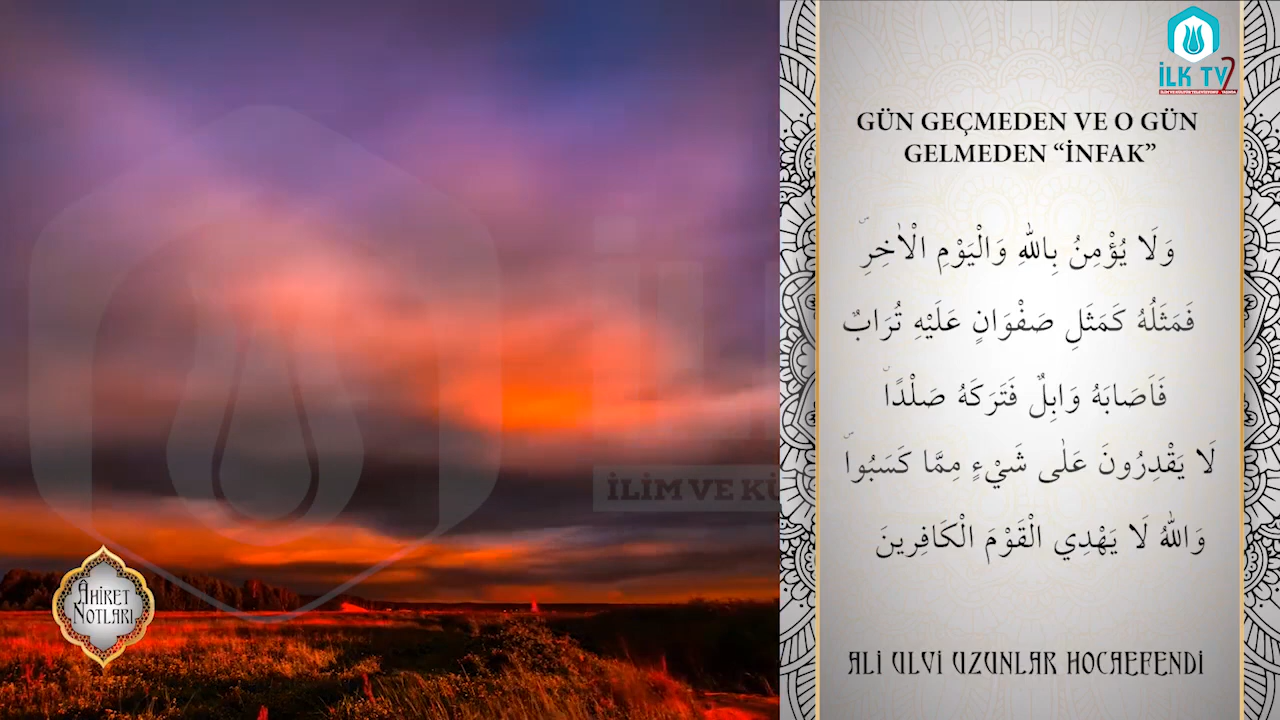 İLK TV2
GÜN GEÇMEDEN VE O GÜN
GELMEDEN “İNFAK”
وَلَا يُؤْمِنُ بِاللّٰهِ وَالْيَوْمِ الْاٰخِرِۜ
فَمَثَلُهُ كَمَثَلِ صَفْوَانٍ عَلَيْهِ تُرَابٌ
فَاَصَابَهُ وَابِلٌ فَتَرَكَهُ صَلْدًاۜ
لَا يَقْدِرُونَ عَلٰى شَيْءٍ مِمَّا كَسَبُواۜ
وَاللّٰهُ لَا يَهْدِي الْقَوْمَ الْكَافِرِينَ
ALİ ULVİ UZUNLAR HOCAEFENDİ
İLİM VE KÜ
AHİRET
NOTLARI